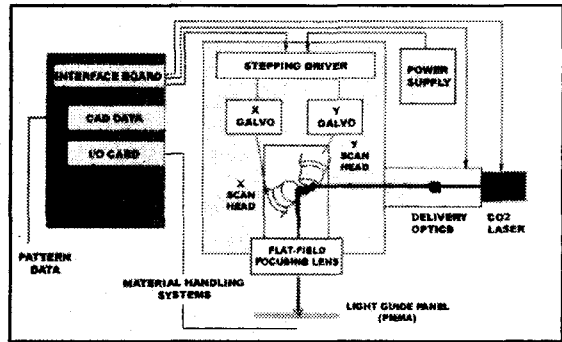 INTERFACE BOARD
CAD DATA
I/O CARD
PATTERN
DATA
MATERIAL HANDLING
SYSTEMS
STEPPING DRIVER
X
GALVO
Y
GALVO
X
SCAN
HEAD
Y
SCAN
HEAD
FLAT-FIELD
FOCUSING LENS
LIGHT GUIDE PANEL
(PMMA)
POWER
SUPPLY
DELIVERY
OPTICS
CO2
LASER